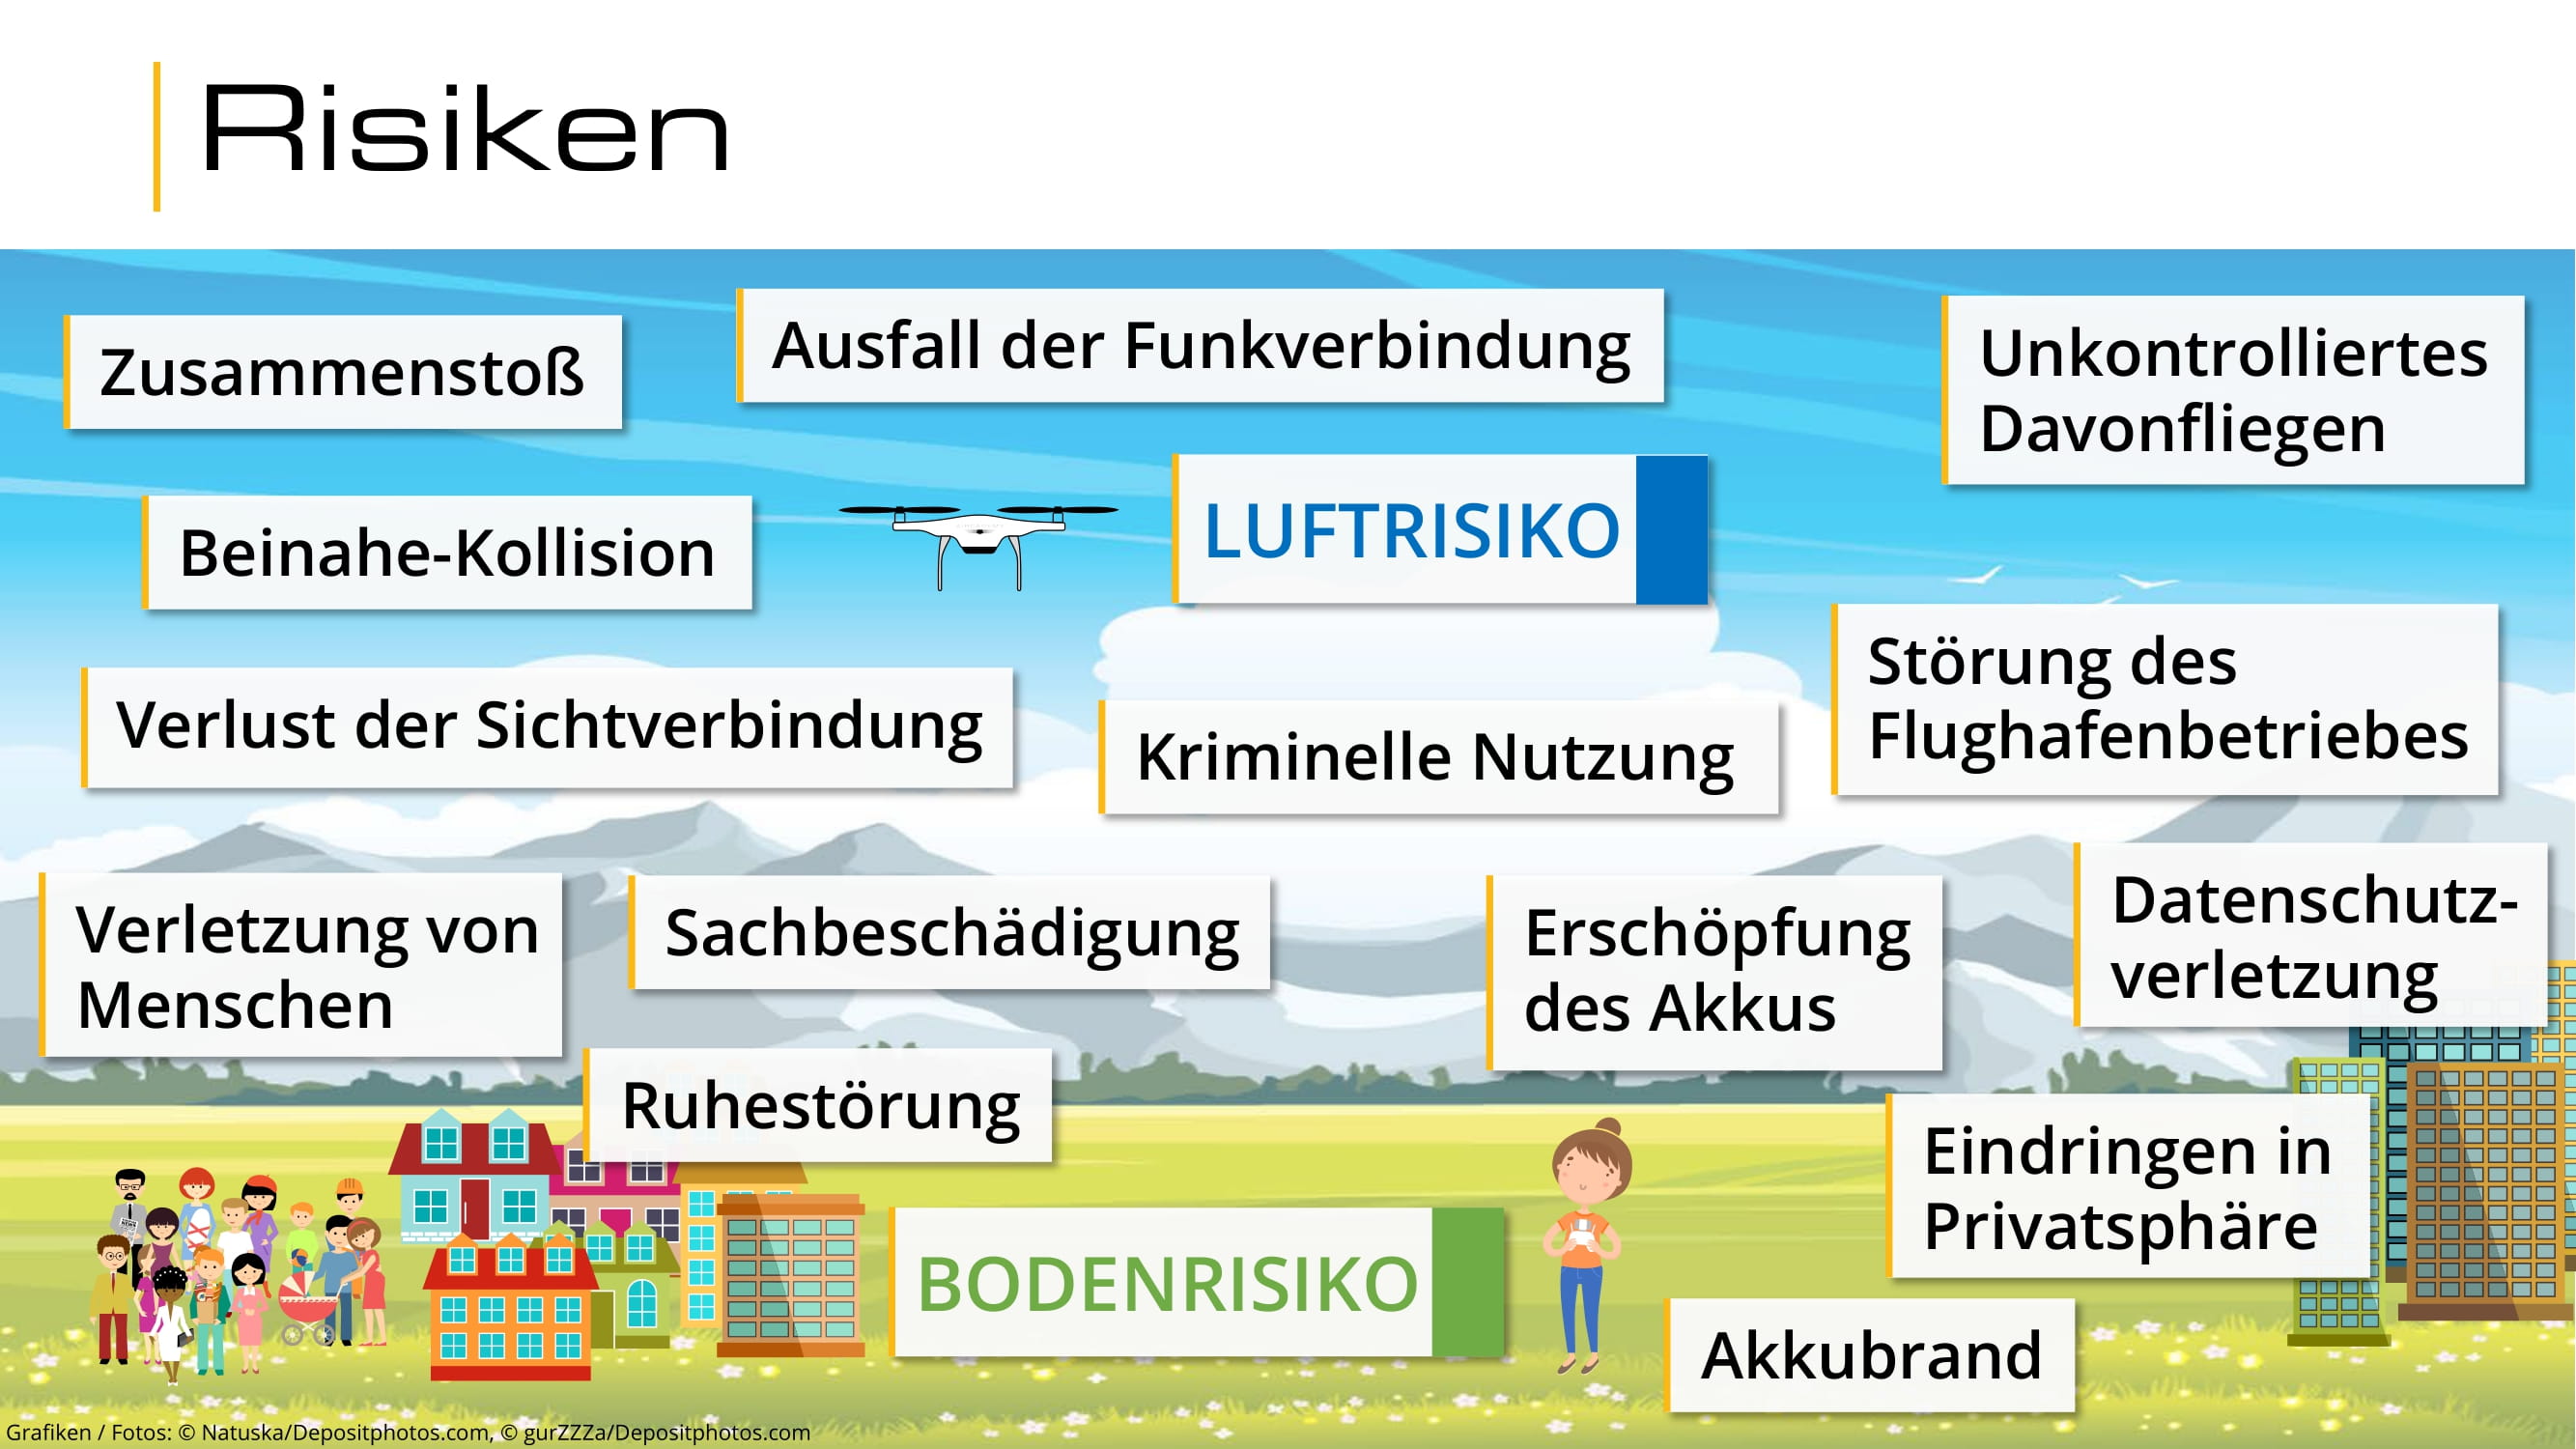 Risiken
Zusammenstoß
Ausfall der Funkverbindung
Unkontrolliertes
Davonfliegen
Beinahe-Kollision
LUFTRISIKO
Verlust der Sichtverbindung
Kriminelle Nutzung
Störung des
Flughafenbetriebes
Verletzung von
Menschen
Sachbeschädigung
Erschöpfung
des Akkus
Datenschutz-
verletzung
Ruhestörung
Eindringen in
Privatsphäre
BODENRISIKO
Akkubrand
Grafiken / Fotos: © Natuska/Depositphotos.com, © gurZZZa/Depositphotos.com